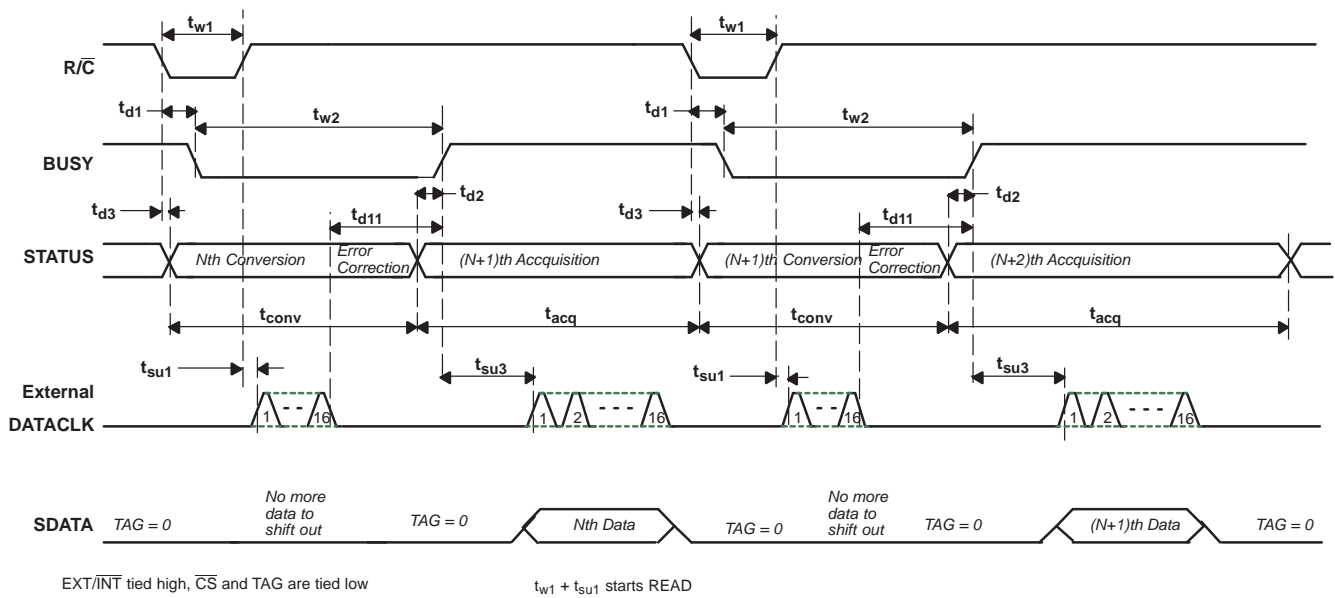 tw1 tw1
R/C̅
td1 tw2 td1 tw2
BUSY
td2 td2
td3 td11 td3 td11
STATUS Nth Conversion Error Correction (N+1)th Accquisition (N+1)th Conversion Error Correction (N+2)th Accquisition
tconv tacq tconv tacq
tsu1 tsu3 tsu1 tsu3
External
DATACLK 1 - - 16 1 2 - - - 16 1 - - 16 1 2 - - - 16
No more
data to
shift out
No more
data to
shift out
SDATA TAG = 0 TAG = 0 Nth Data TAG = 0 TAG = 0 (N+1)th Data TAG = 0
EXT/I̅N̅T̅ tied high, C̅S̅ and TAG are tied low tw1 + tsu1 starts READ